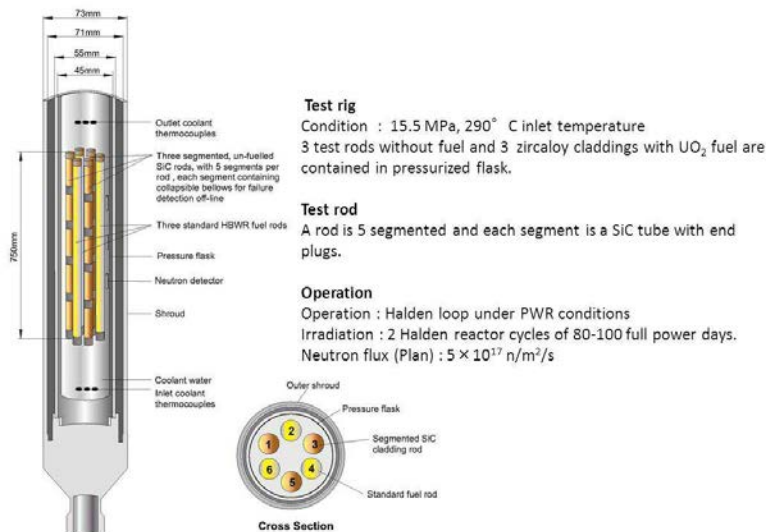 73mm
71mm
55mm
45mm
Outlet coolant
thermocouples
Three segmented, un-fuelled
SiC rods, with 5 segments per
rod , each segment containing
collapsible bellows for failure
detection off-line
Three standard HBWR fuel rods
750mm
Pressure flask
Neutron detector
Shroud
Coolant water
Inlet coolant
thermocouples
Test rig
Condition : 15.5 MPa, 290° C inlet temperature
3 test rods without fuel and 3 zircaloy claddings with UO₂ fuel are
contained in pressurized flask.
Test rod
A rod is 5 segmented and each segment is a SiC tube with end
plugs.
Operation
Operation : Halden loop under PWR conditions
Irradiation : 2 Halden reactor cycles of 80-100 full power days.
Neutron flux (Plan) : 5 × 10¹⁷ n/m²/s
Outer shroud
Pressure flask
Segmented SiC
cladding rod
Standard fuel rod
2
1
3
6
4
5
Cross Section